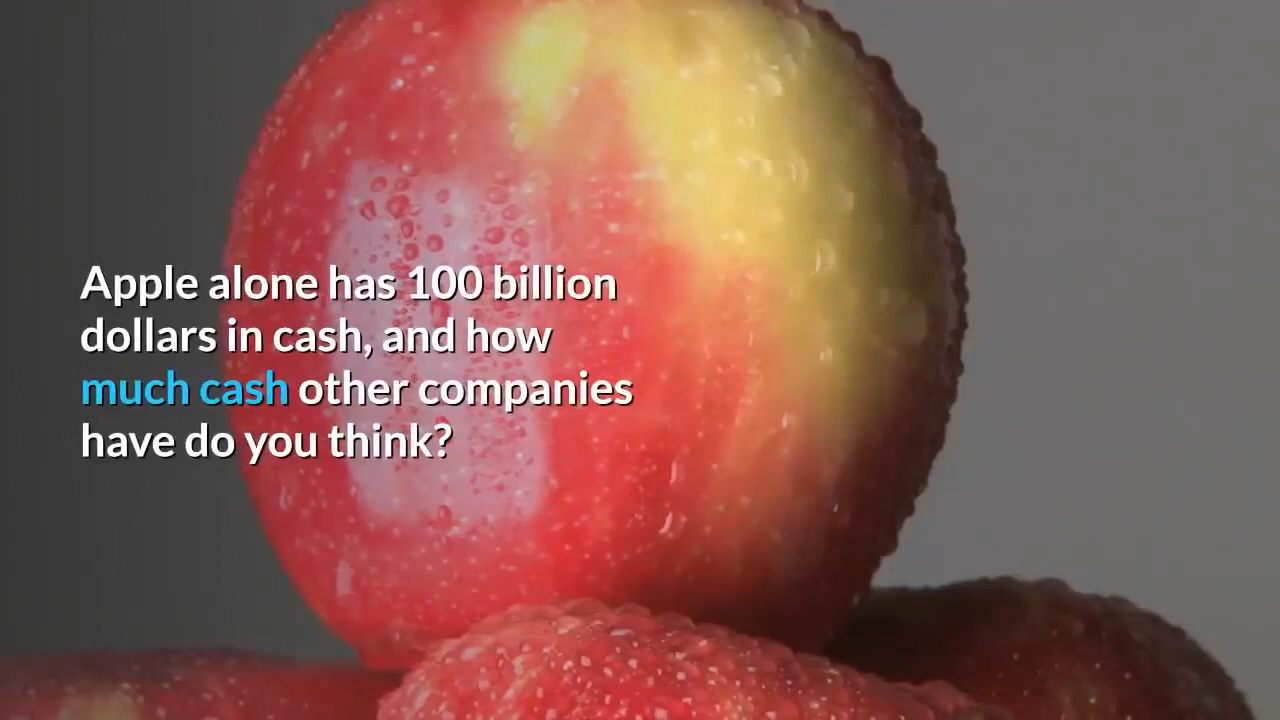 Apple alone has 100 billion
dollars in cash, and how
much cash other companies
have do you think?